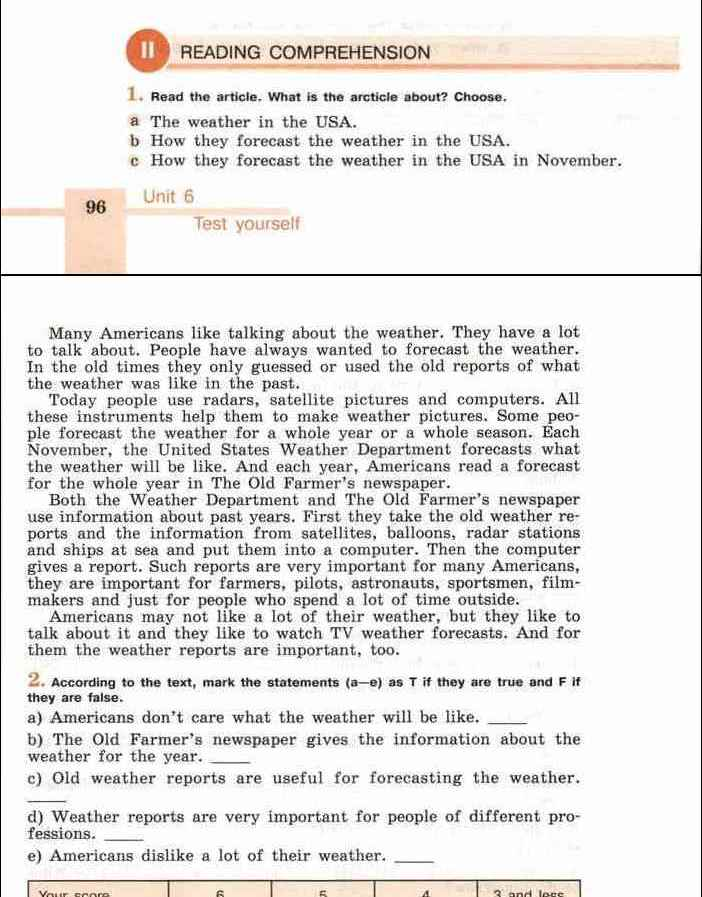 II READING COMPREHENSION
1. Read the article. What is the arcticle about? Choose.
a The weather in the USA.
b How they forecast the weather in the USA.
c How they forecast the weather in the USA in November.
96
Unit 6
Test yourself
Many Americans like talking about the weather. They have a lot
to talk about. People have always wanted to forecast the weather.
In the old times they only guessed or used the old reports of what
the weather was like in the past.
Today people use radars, satellite pictures and computers. All
these instruments help them to make weather pictures. Some peo-
ple forecast the weather for a whole year or a whole season. Each
November, the United States Weather Department forecasts what
the weather will be like. And each year, Americans read a forecast
for the whole year in The Old Farmer's newspaper.
Both the Weather Department and The Old Farmer's newspaper
use information about past years. First they take the old weather re-
ports and the information from satellites, balloons, radar stations
and ships at sea and put them into a computer. Then the computer
gives a report. Such reports are very important for many Americans,
they are important for farmers, pilots, astronauts, sportsmen, film-
makers and just for people who spend a lot of time outside.
Americans may not like a lot of their weather, but they like to
talk about it and they like to watch TV weather forecasts. And for
them the weather reports are important, too.
2. According to the text, mark the statements (a—e) as T if they are true and F if
they are false.
a) Americans don't care what the weather will be like. ____
b) The Old Farmer's newspaper gives the information about the
weather for the year. ____
c) Old weather reports are useful for forecasting the weather.
____
d) Weather reports are very important for people of different pro-
fessions. ____
e) Americans dislike a lot of their weather. ____
Your score 6 5 4 3 and less